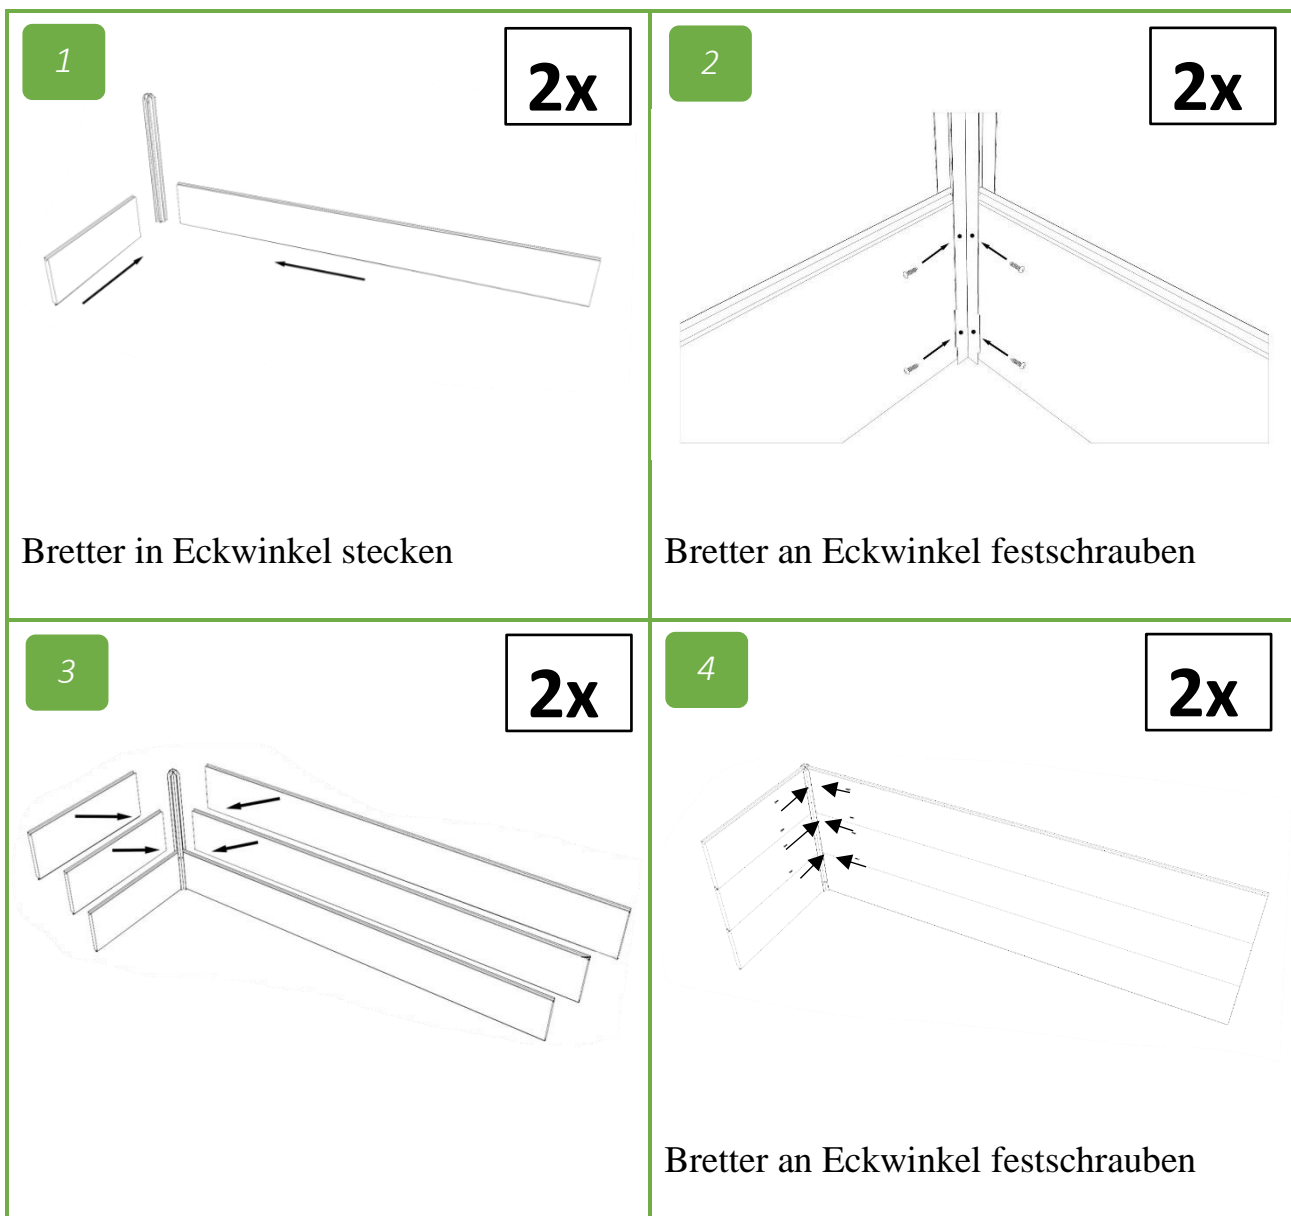 1
2x
2
2x
Bretter in Eckwinkel stecken
Bretter an Eckwinkel festschrauben
3
2x
4
2x
Bretter an Eckwinkel festschrauben